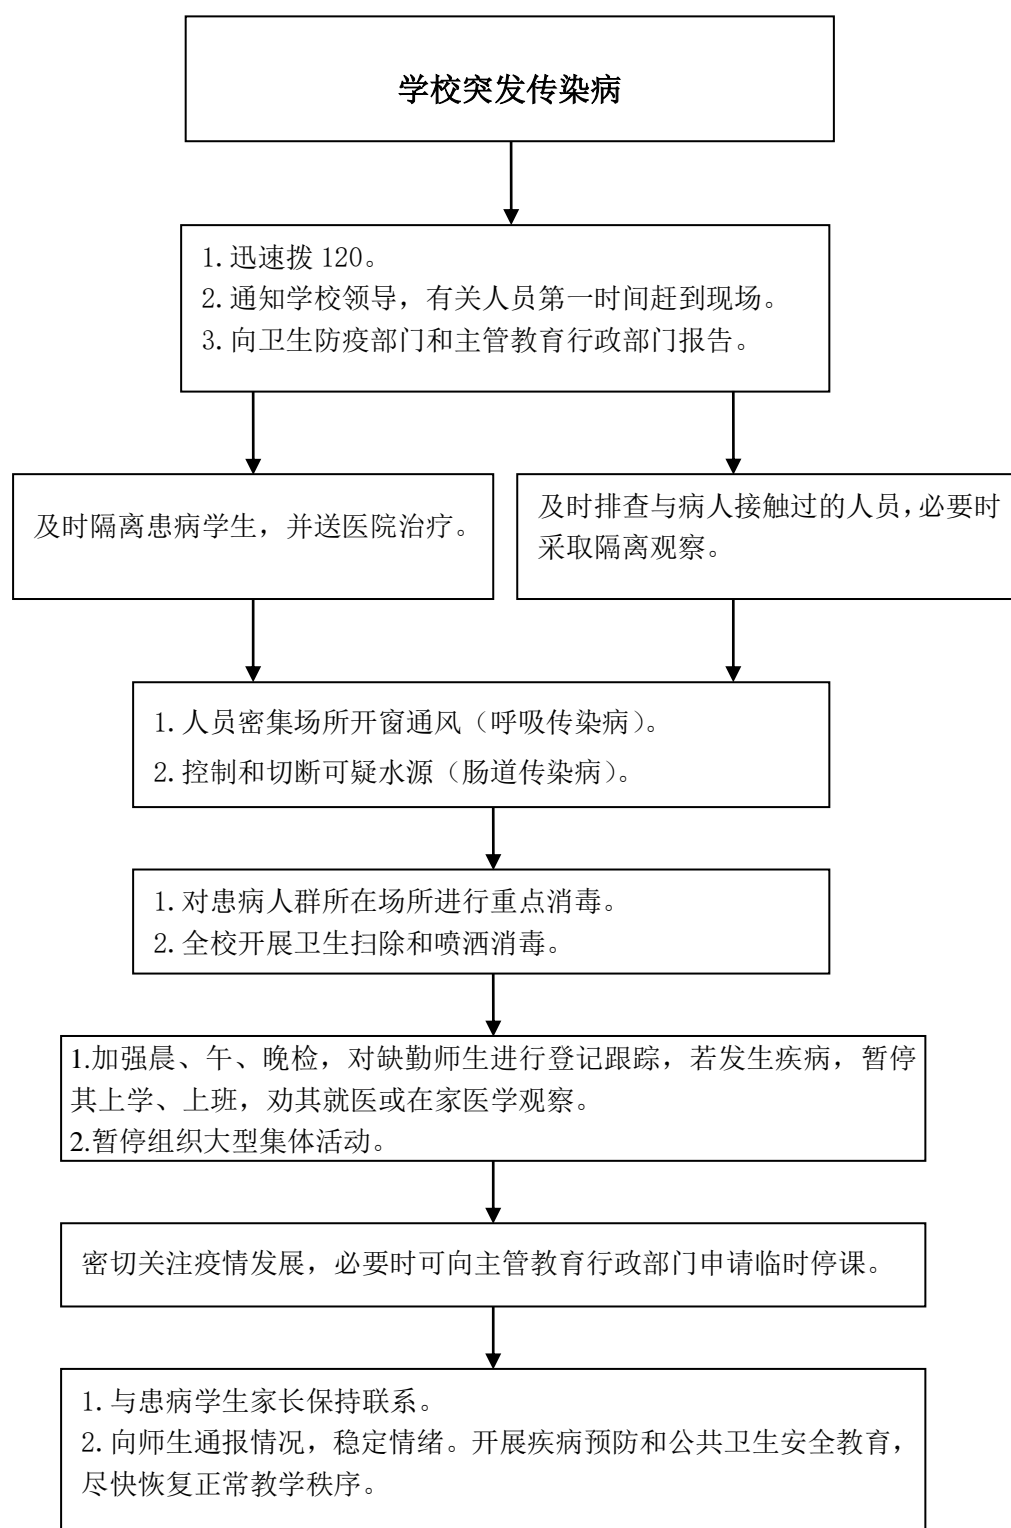 学校突发传染病
1. 迅速拨 120。
2. 通知学校领导，有关人员第一时间赶到现场。
3. 向卫生防疫部门和主管教育行政部门报告。
及时隔离患病学生，并送医院治疗。
及时排查与病人接触过的人员，必要时
采取隔离观察。
1. 人员密集场所开窗通风（呼吸传染病）。
2. 控制和切断可疑水源（肠道传染病）。
1. 对患病人群所在场所进行重点消毒。
2. 全校开展卫生扫除和喷洒消毒。
1.加强晨、午、晚检，对缺勤师生进行登记跟踪，若发生疾病，暂停
其上学、上班，劝其就医或在家医学观察。
2.暂停组织大型集体活动。
密切关注疫情发展，必要时可向主管教育行政部门申请临时停课。
1. 与患病学生家长保持联系。
2. 向师生通报情况，稳定情绪。开展疾病预防和公共卫生安全教育，
尽快恢复正常教学秩序。